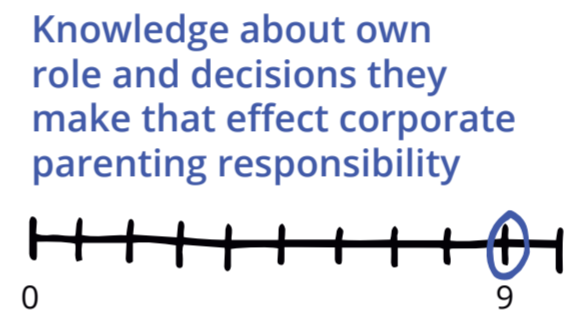 Knowledge about own
role and decisions they
make that effect corporate
parenting responsibility
0 9